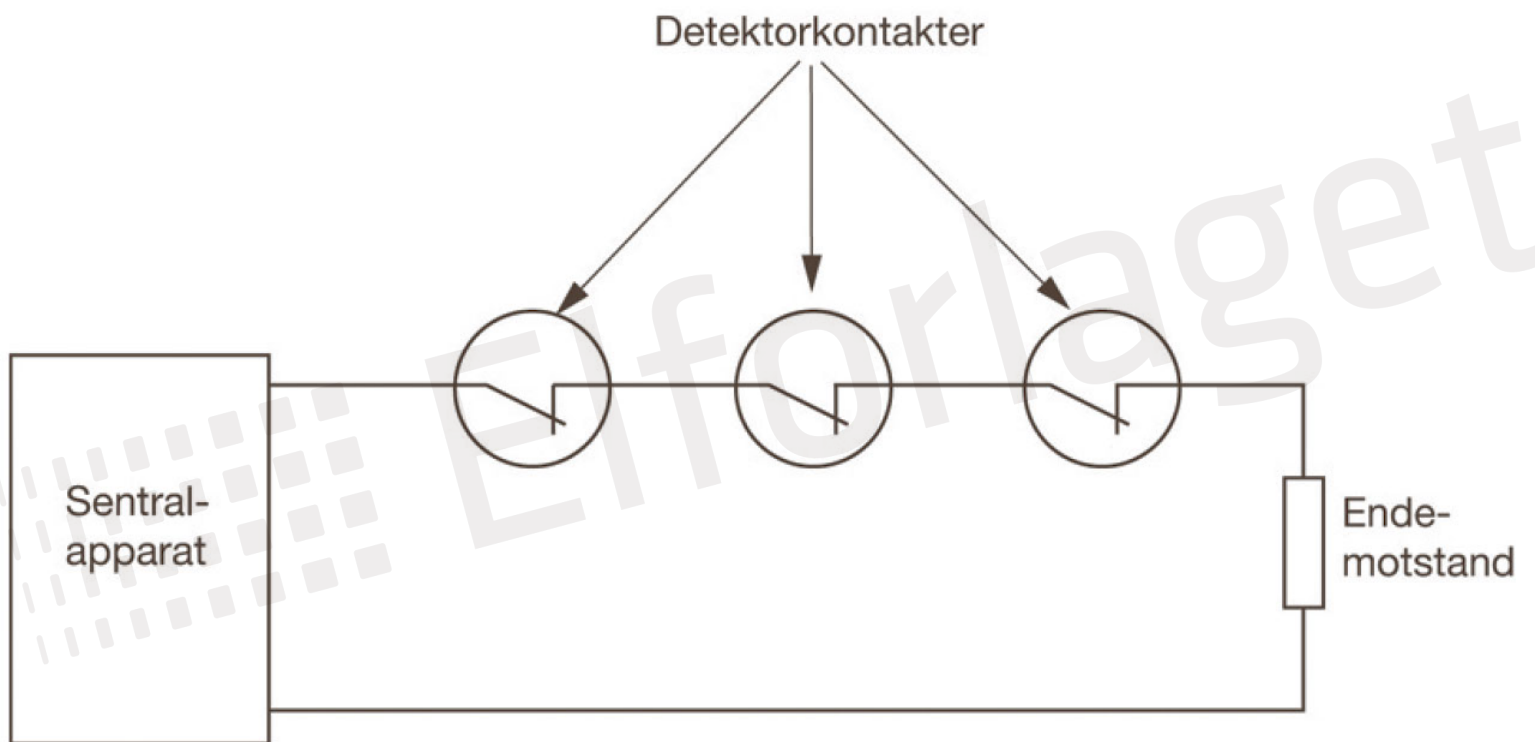 Detektorkontakter
Elforlaget
Sentral-
apparat
Ende-
motstand